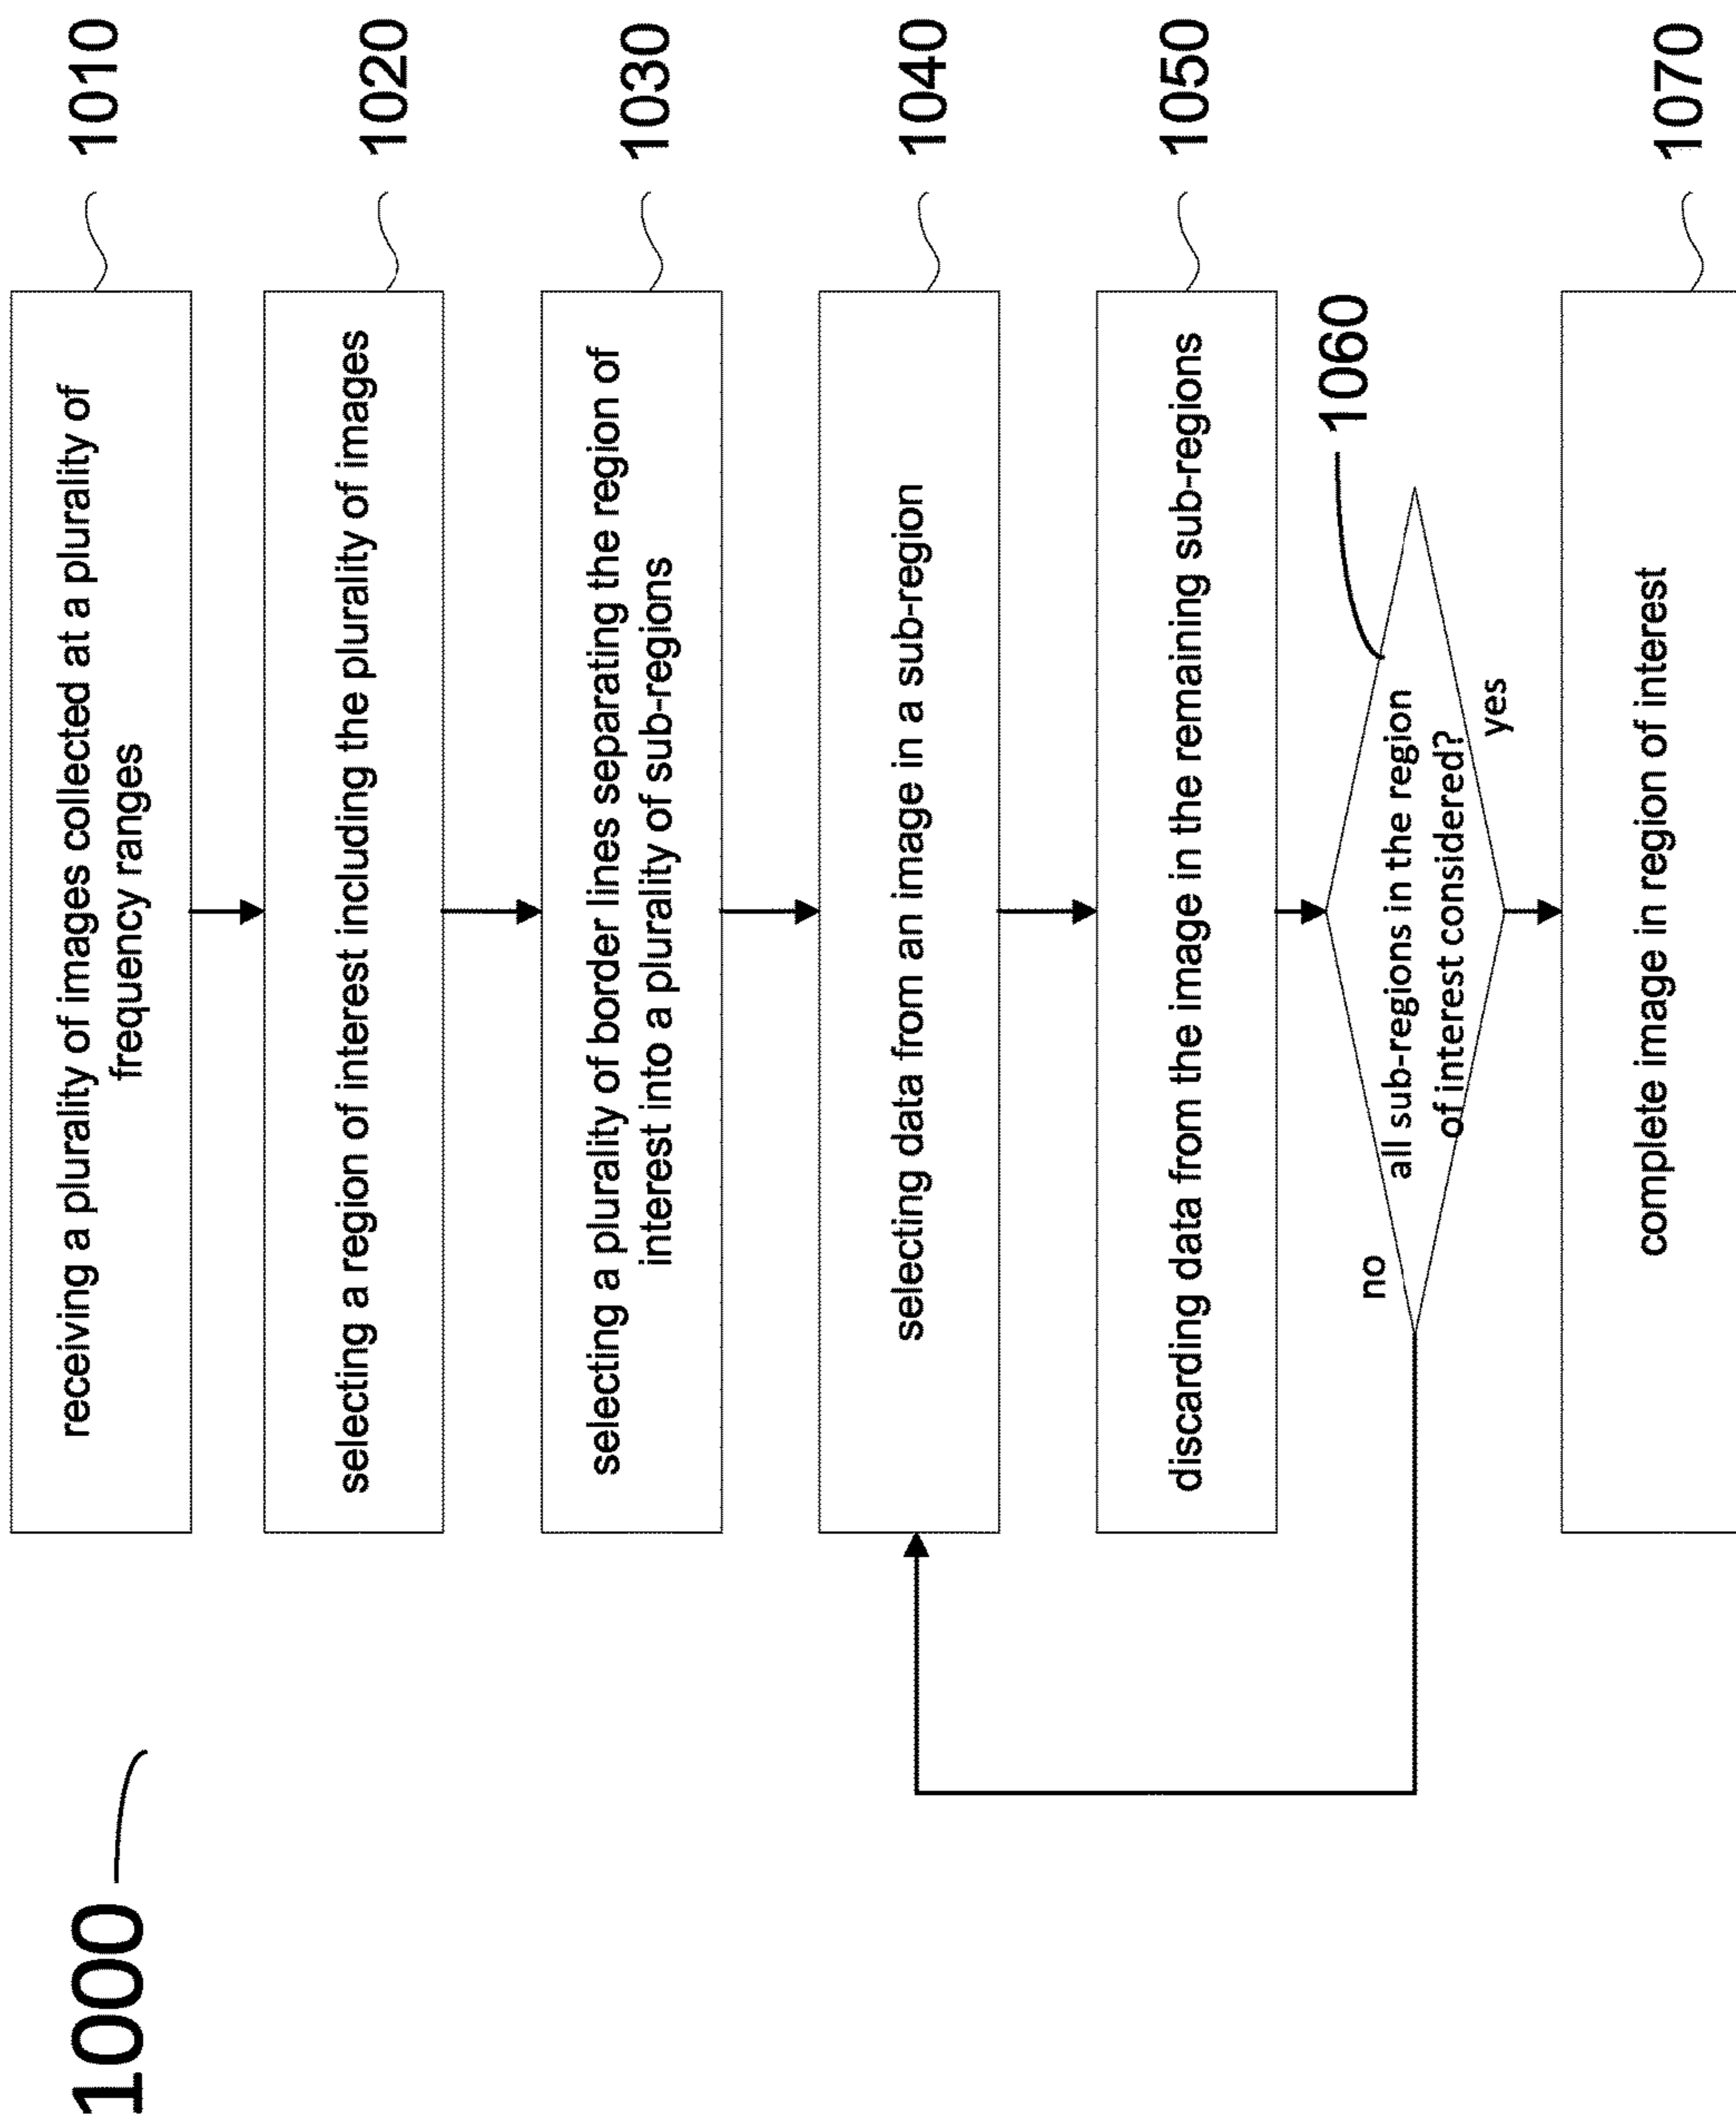 1000
receiving a plurality of images collected at a plurality of
frequency ranges
1010
selecting a region of interest including the plurality of images
1020
selecting a plurality of border lines separating the region of
interest into a plurality of sub-regions
1030
selecting data from an image in a sub-region
1040
discarding data from the image in the remaining sub-regions
1050
1060
no
all sub-regions in the region
of interest considered?
yes
complete image in region of interest
1070